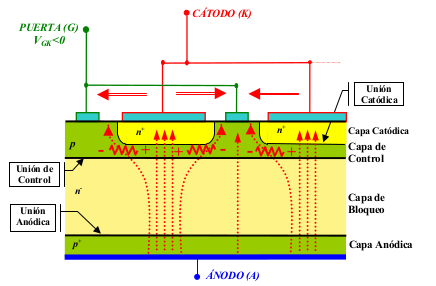 CÁTODO (K)
PUERTA (G)
V_GK<0
Unión
Catódica
n⁺
n⁺
Capa Catódica
p
Capa de
Control
- + + - - +
Unión de
Control
n⁻
Capa de
Bloqueo
Unión
Anódica
p⁺
Capa Anódica
ÁNODO (A)